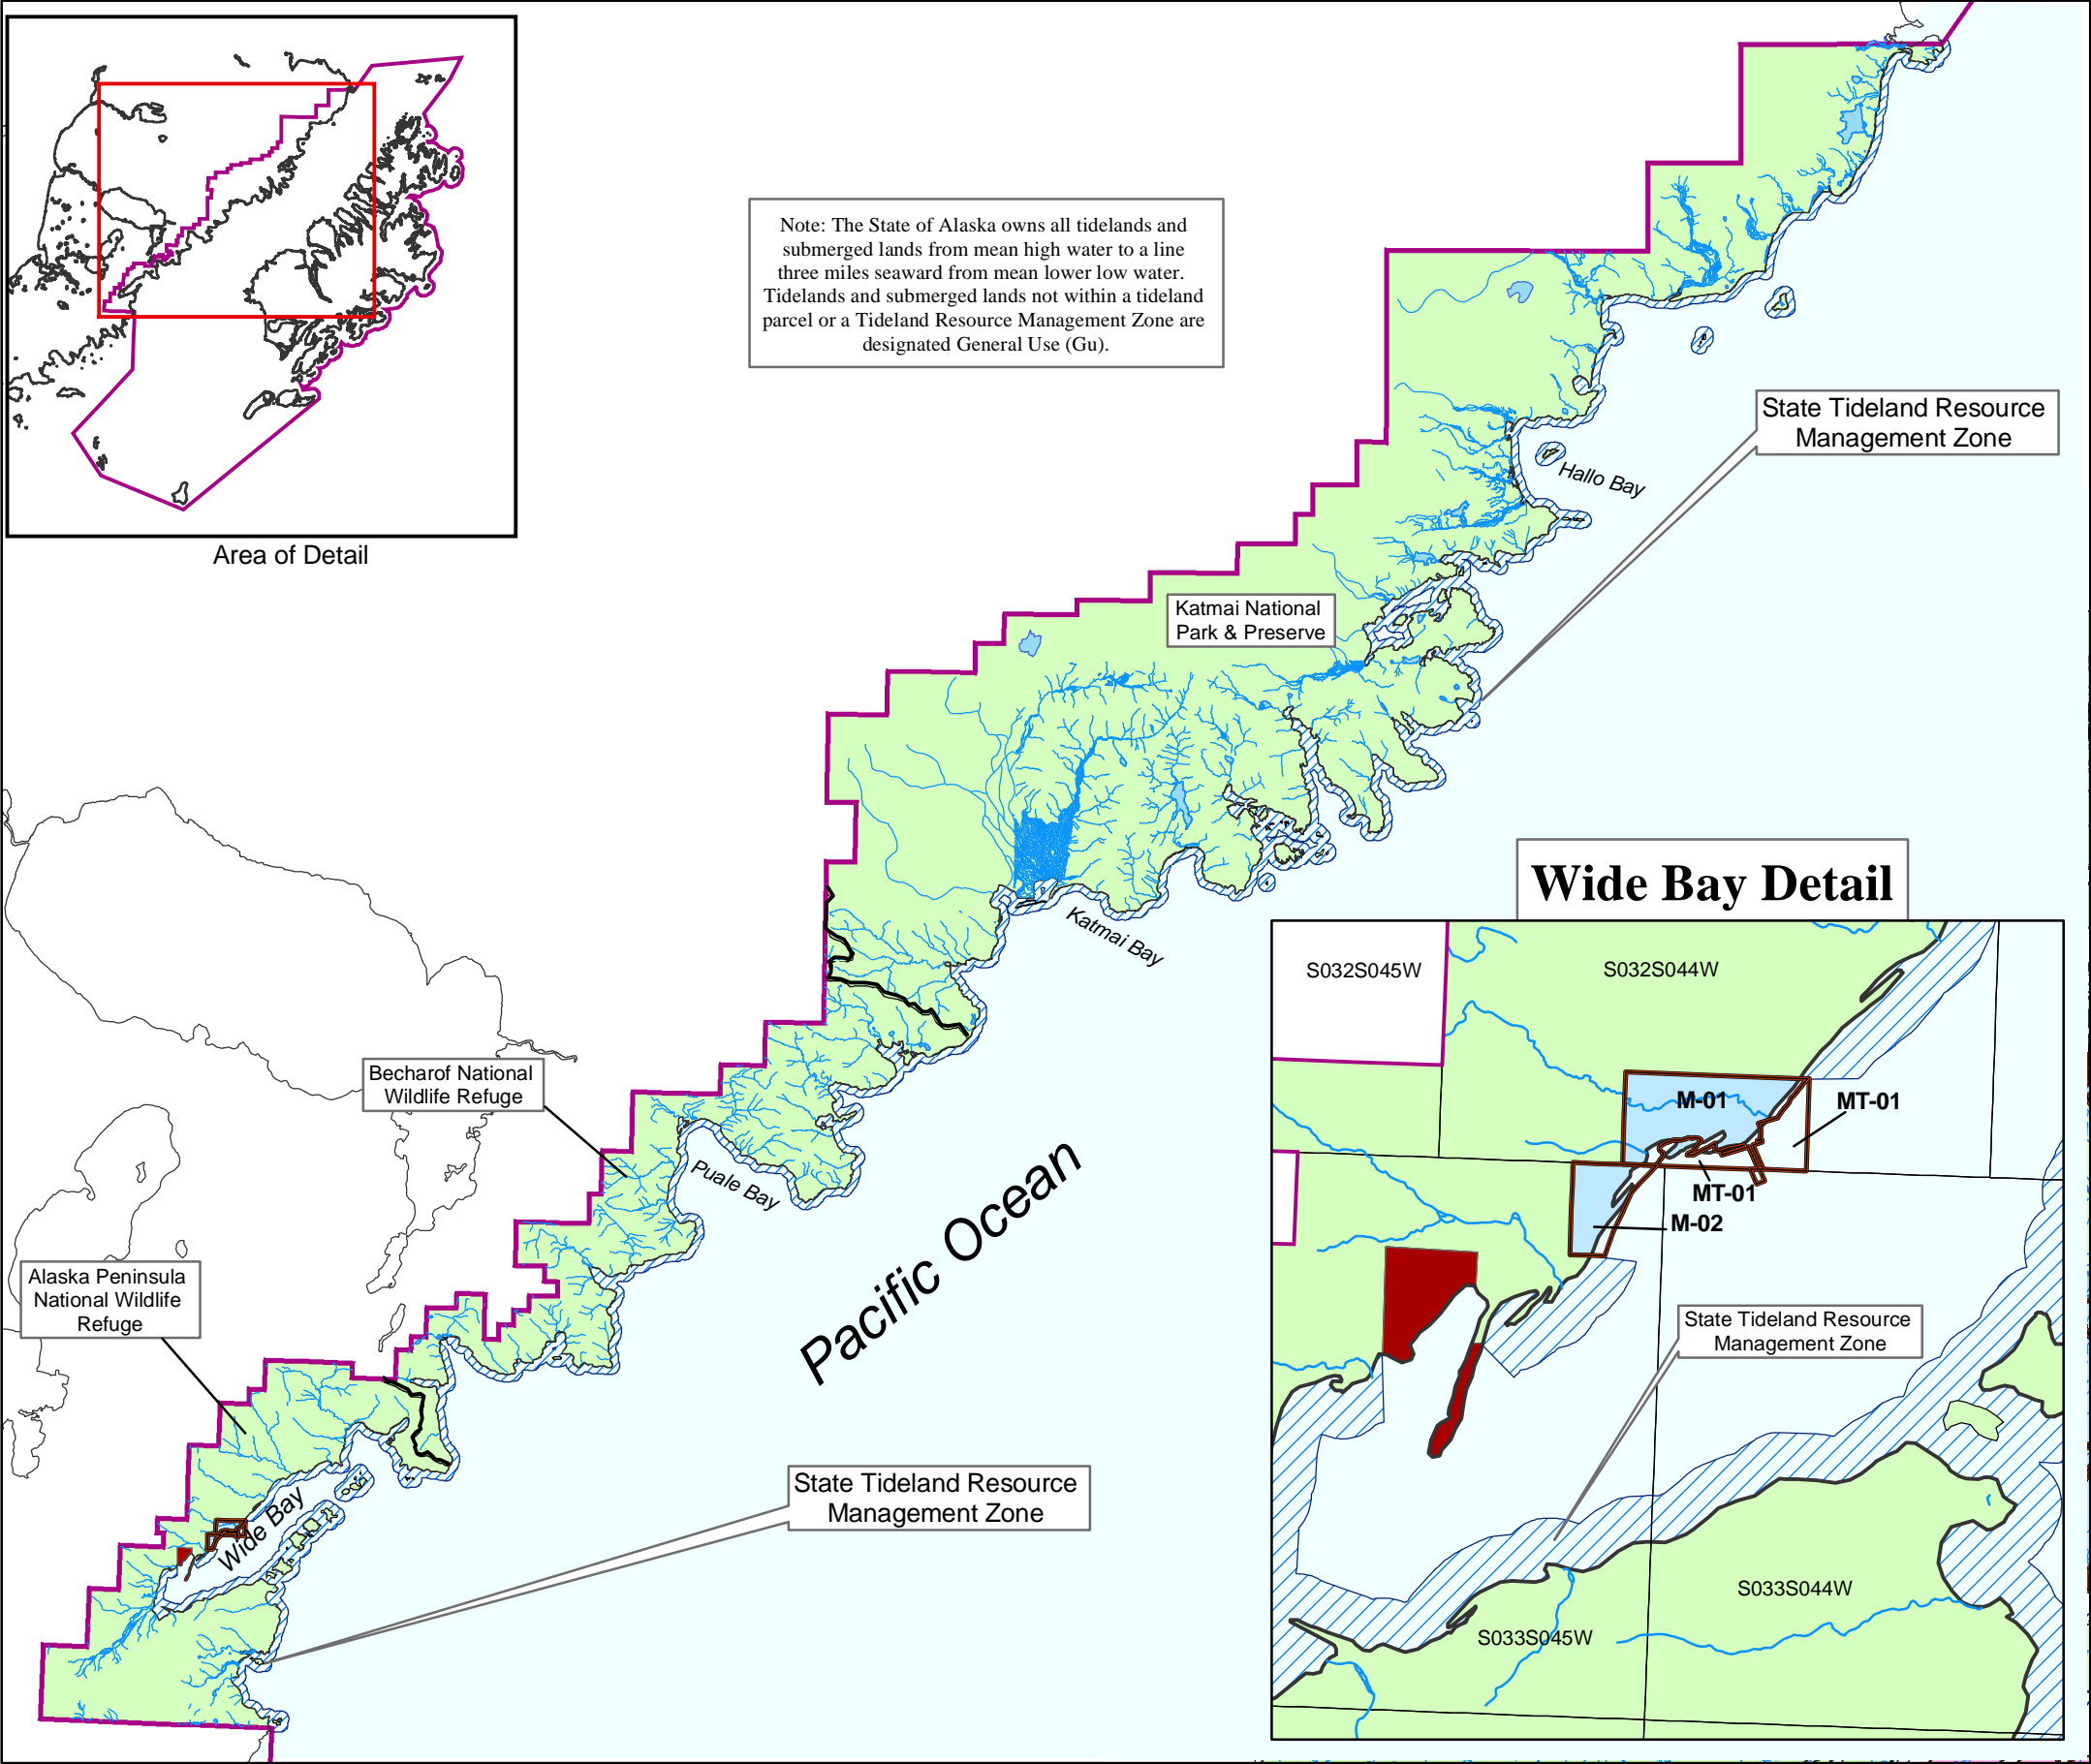 Area of Detail
Note: The State of Alaska owns all tidelands and
submerged lands from mean high water to a line
three miles seaward from mean lower low water.
Tidelands and submerged lands not within a tideland
parcel or a Tideland Resource Management Zone are
designated General Use (Gu).
State Tideland Resource
Management Zone
Hallo Bay
Katmai National
Park & Preserve
Katmai Bay
Becharof National
Wildlife Refuge
Puale Bay
Pacific Ocean
Alaska Peninsula
National Wildlife
Refuge
Wide Bay
State Tideland Resource
Management Zone
Wide Bay Detail
S032S045W
S032S044W
M-01
MT-01
MT-01
M-02
State Tideland Resource
Management Zone
S033S044W
S033S045W